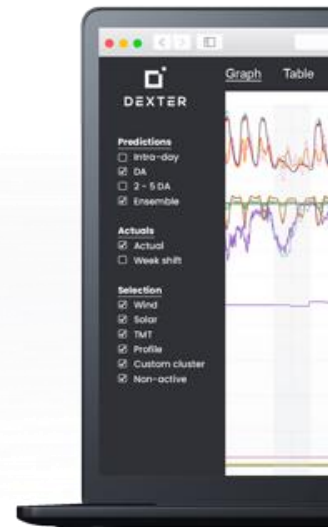 Graph Table
DEXTER
Predictions
Intra-day
DA
2 - 5 DA
Ensemble
Actuals
Actual
Week shift
Selection
Wind
Solar
TMT
Profile
Custom cluster
Non-active